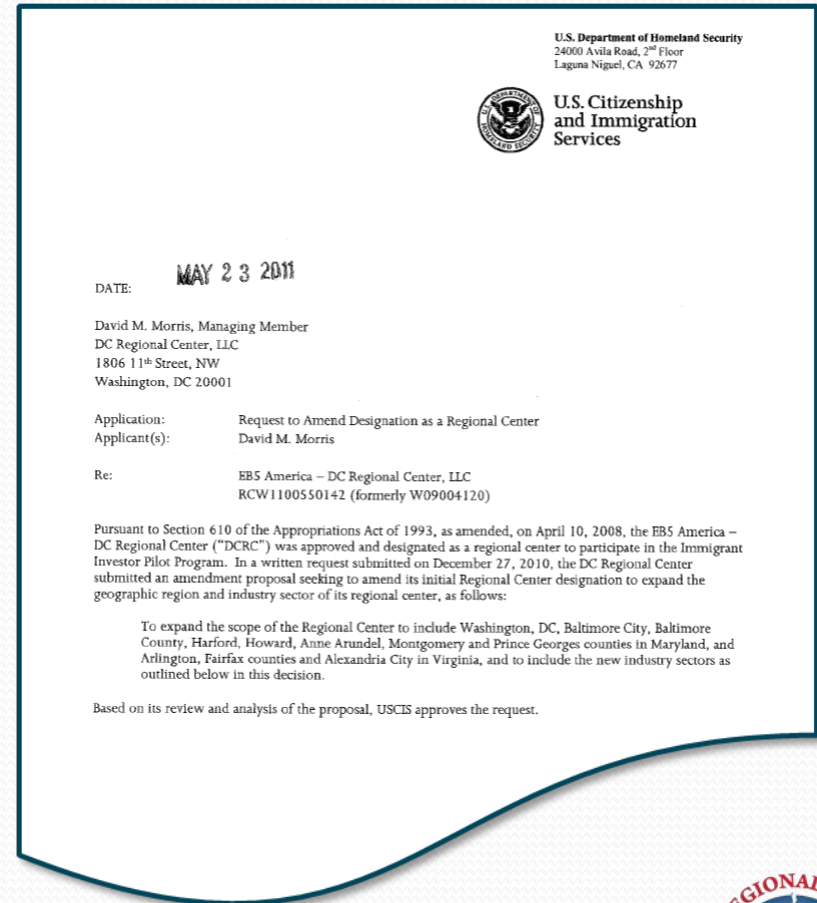 U.S. Department of Homeland Security
24000 Avila Road, 2nd Floor
Laguna Niguel, CA 92677
U.S. Citizenship
and Immigration
Services
DATE:
MAY 23 2011
David M. Morris, Managing Member
DC Regional Center, LLC
1806 11th Street, NW
Washington, DC 20001
Application: Request to Amend Designation as a Regional Center
Applicant(s): David M. Morris
Re: EB5 America – DC Regional Center, LLC
RCW1100550142 (formerly W09004120)
Pursuant to Section 610 of the Appropriations Act of 1993, as amended, on April 10, 2008, the EB5 America –
DC Regional Center ("DCRC") was approved and designated as a regional center to participate in the Immigrant
Investor Pilot Program. In a written request submitted on December 27, 2010, the DC Regional Center
submitted an amendment proposal seeking to amend its initial Regional Center designation to expand the
geographic region and industry sector of its regional center, as follows:
To expand the scope of the Regional Center to include Washington, DC, Baltimore City, Baltimore
County, Harford, Howard, Anne Arundel, Montgomery and Prince Georges counties in Maryland, and
Arlington, Fairfax counties and Alexandria City in Virginia, and to include the new industry sectors as
outlined below in this decision.
Based on its review and analysis of the proposal, USCIS approves the request.